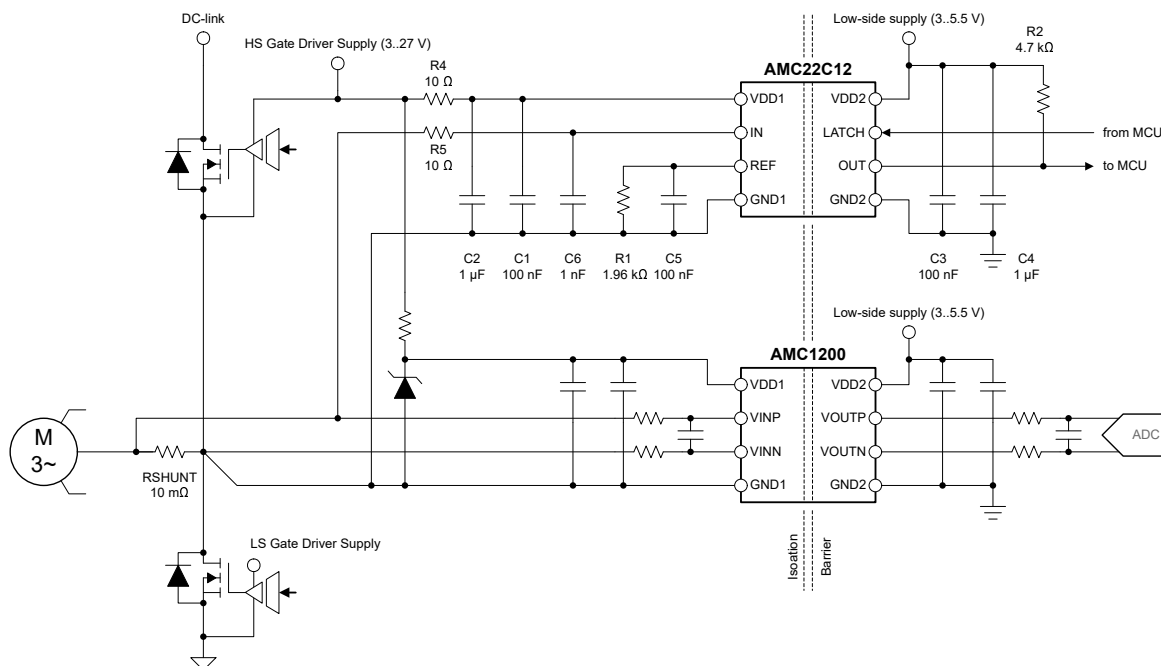 DC-link
HS Gate Driver Supply (3..27 V)
Low-side supply (3..5.5 V)
R2
4.7 kΩ
R4
10 Ω
AMC22C12
VDD1
VDD2
IN
LATCH
from MCU
R5
10 Ω
REF
OUT
to MCU
GND1
GND2
C2
1 µF
C1
100 nF
C6
1 nF
R1
1.96 kΩ
C5
100 nF
C3
100 nF
C4
1 µF
Low-side supply (3..5.5 V)
AMC1200
VDD1
VDD2
VINP
VOUTP
M
3~
VINN
VOUTN
ADC
RSHUNT
10 mΩ
GND1
GND2
LS Gate Driver Supply
Isoation
Barrier